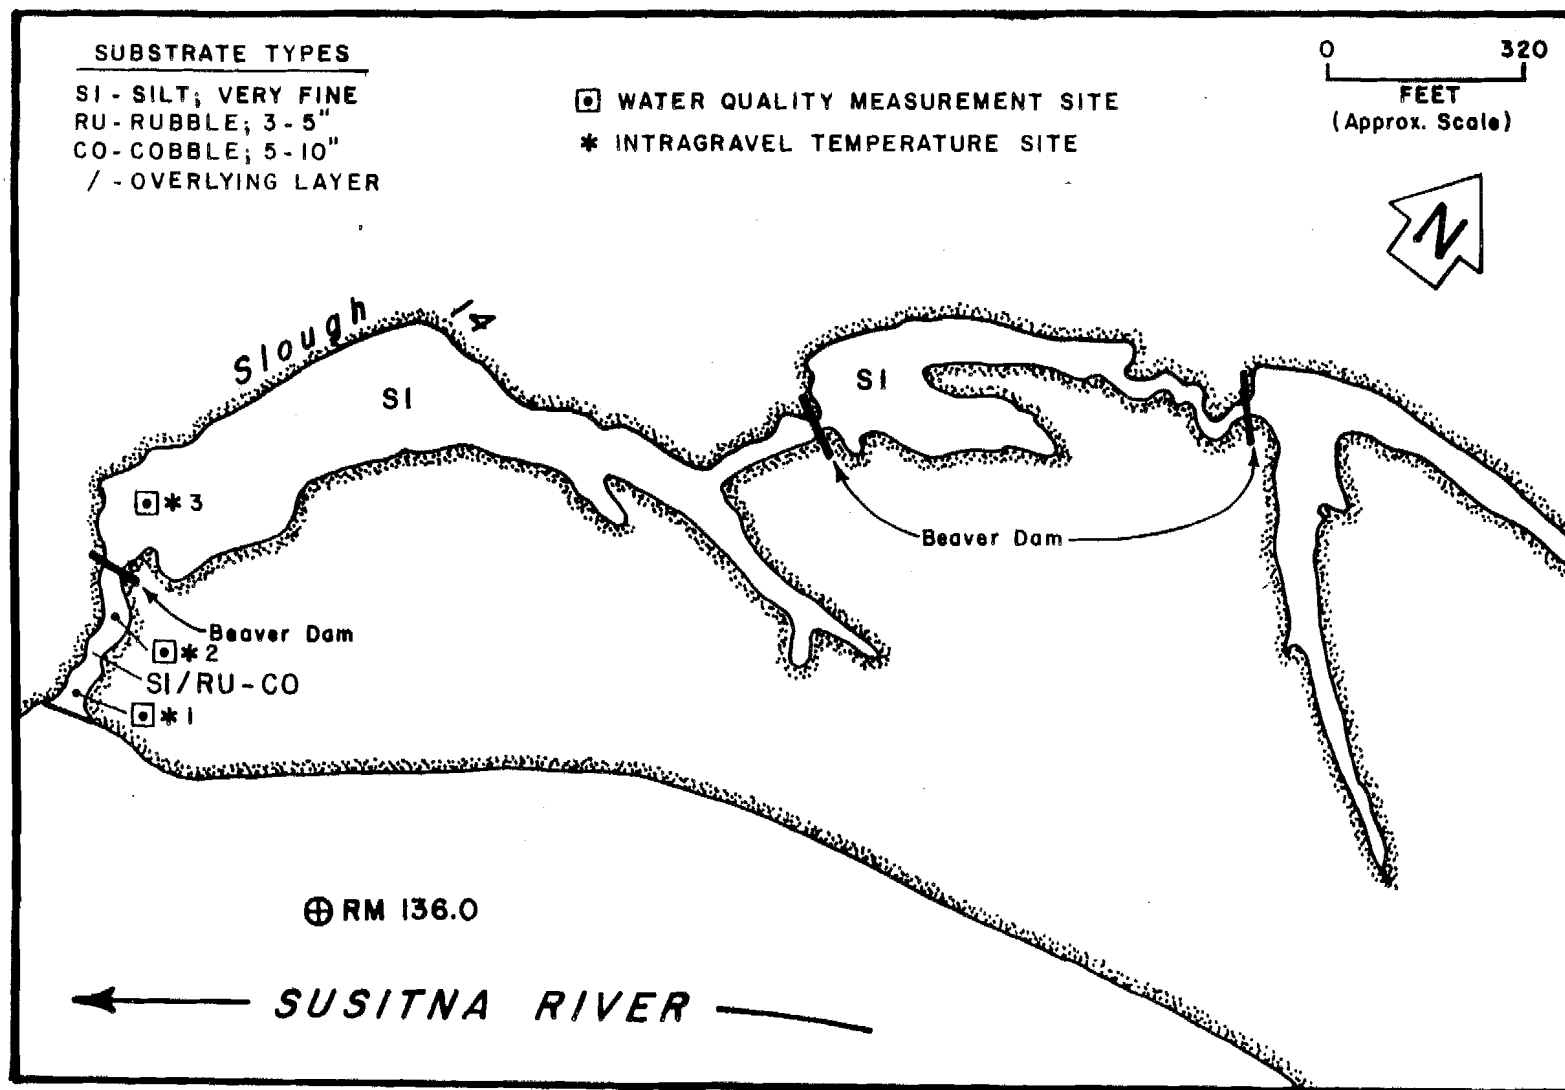 SUBSTRATE TYPES
SI - SILT; VERY FINE
RU - RUBBLE; 3 - 5"
CO - COBBLE; 5 - 10"
/ - OVERLYING LAYER
WATER QUALITY MEASUREMENT SITE
* INTRAGRAVEL TEMPERATURE SITE
0 320
FEET
(Approx. Scale)
N
Slough 14
SI
SI
* 3
Beaver Dam
Beaver Dam
* 2
SI/RU-CO
* 1
RM 136.0
SUSITNA RIVER